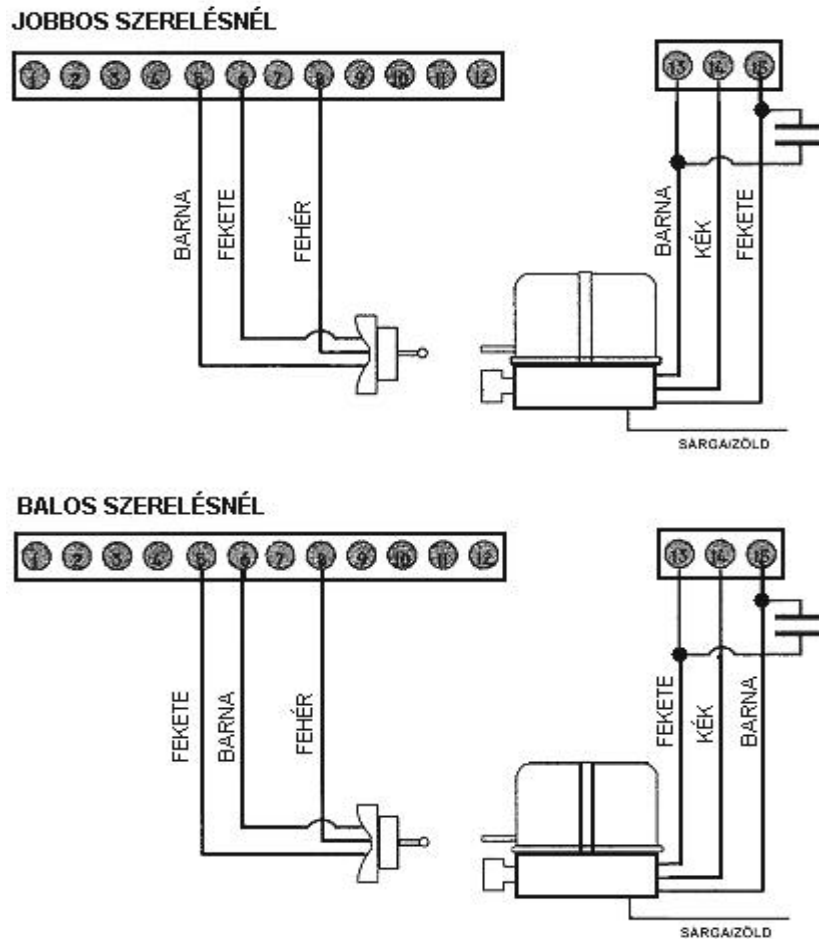 JOBBOS SZERELÉSNÉL
1 2 3 4 5 6 7 8 9 10 11 12
13 14 15
BARNA
FEKETE
FEHÉR
BARNA
KÉK
FEKETE
SÁRGA/ZÖLD
BALOS SZERELÉSNÉL
1 2 3 4 5 6 7 8 9 10 11 12
13 14 15
FEKETE
BARNA
FEHÉR
FEKETE
KÉK
BARNA
SÁRGA/ZÖLD